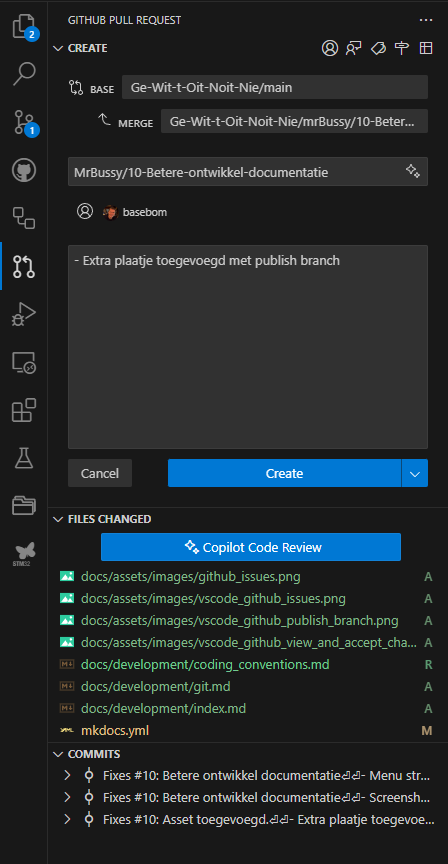 GITHUB PULL REQUEST
2
CREATE
BASE Ge-Wit-t-Oit-Noit-Nie/main
MERGE Ge-Wit-t-Oit-Noit-Nie/mrBussy/10-Beter...
1
MrBussy/10-Betere-ontwikkel-documentatie
basebom
- Extra plaatje toegevoegd met publish branch
Cancel
Create
FILES CHANGED
Copilot Code Review
docs/assets/images/github_issues.png A
docs/assets/images/vscode_github_issues.png A
docs/assets/images/vscode_github_publish_branch.png A
docs/assets/images/vscode_github_view_and_accept_cha... A
docs/development/coding_conventions.md R
docs/development/git.md A
docs/development/index.md A
mkdocs.yml M
STM32
COMMITS
Fixes #10: Betere ontwikkel documentatie⏎⏎- Menu str...
Fixes #10: Betere ontwikkel documentatie⏎⏎- Screensh...
Fixes #10: Asset toegevoegd.⏎⏎- Extra plaatje toegevoe...